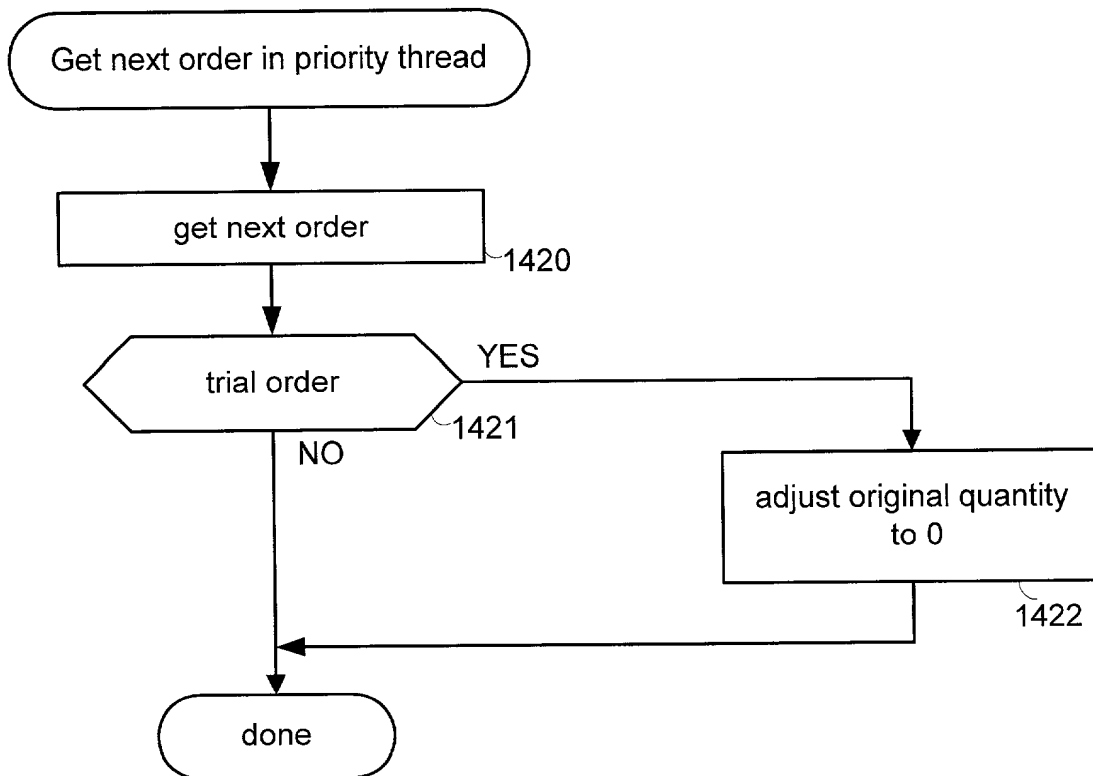 Get next order in priority thread
get next order
1420
trial order
YES
1421
NO
adjust original quantity
to 0
1422
done